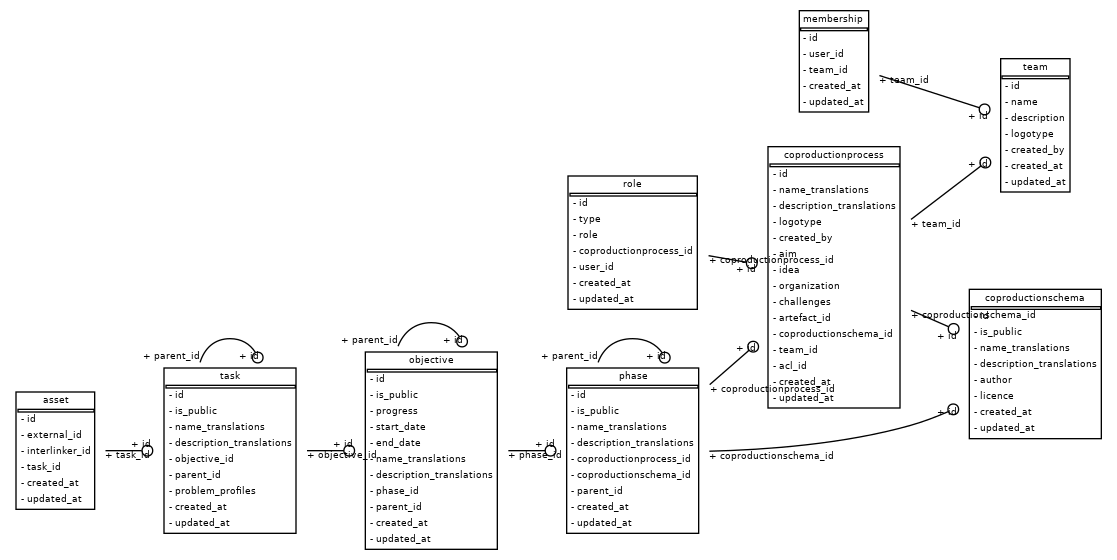 membership
- id
- user_id
- team_id
- created_at
- updated_at
+ team_id
+ id
team
- id
- name
- description
- logotype
- created_by
- created_at
- updated_at
+ id
+ team_id
coproductionprocess
- id
- name_translations
- description_translations
- logotype
- created_by
- aim
- idea
- organization
- challenges
- artefact_id
- coproductionschema_id
- team_id
- acl_id
- created_at
- updated_at
role
- id
- type
- role
- coproductionprocess_id
- user_id
- created_at
- updated_at
+ coproductionprocess_id
+ id
coproductionschema
- id
- is_public
- name_translations
- description_translations
- author
- licence
- created_at
- updated_at
+ coproductionschema_id
+ id
+ id
+ coproductionschema_id
+ id
+ coproductionprocess_id
asset
- id
- external_id
- interlinker_id
- task_id
- created_at
- updated_at
+ id
+ task_id
+ parent_id
+ id
task
- id
- is_public
- name_translations
- description_translations
- objective_id
- parent_id
- problem_profiles
- created_at
- updated_at
+ id
+ objective_id
+ parent_id
+ id
objective
- id
- is_public
- progress
- start_date
- end_date
- name_translations
- description_translations
- phase_id
- parent_id
- created_at
- updated_at
+ id
+ phase_id
+ parent_id
+ id
phase
- id
- is_public
- name_translations
- description_translations
- coproductionprocess_id
- coproductionschema_id
- parent_id
- created_at
- updated_at